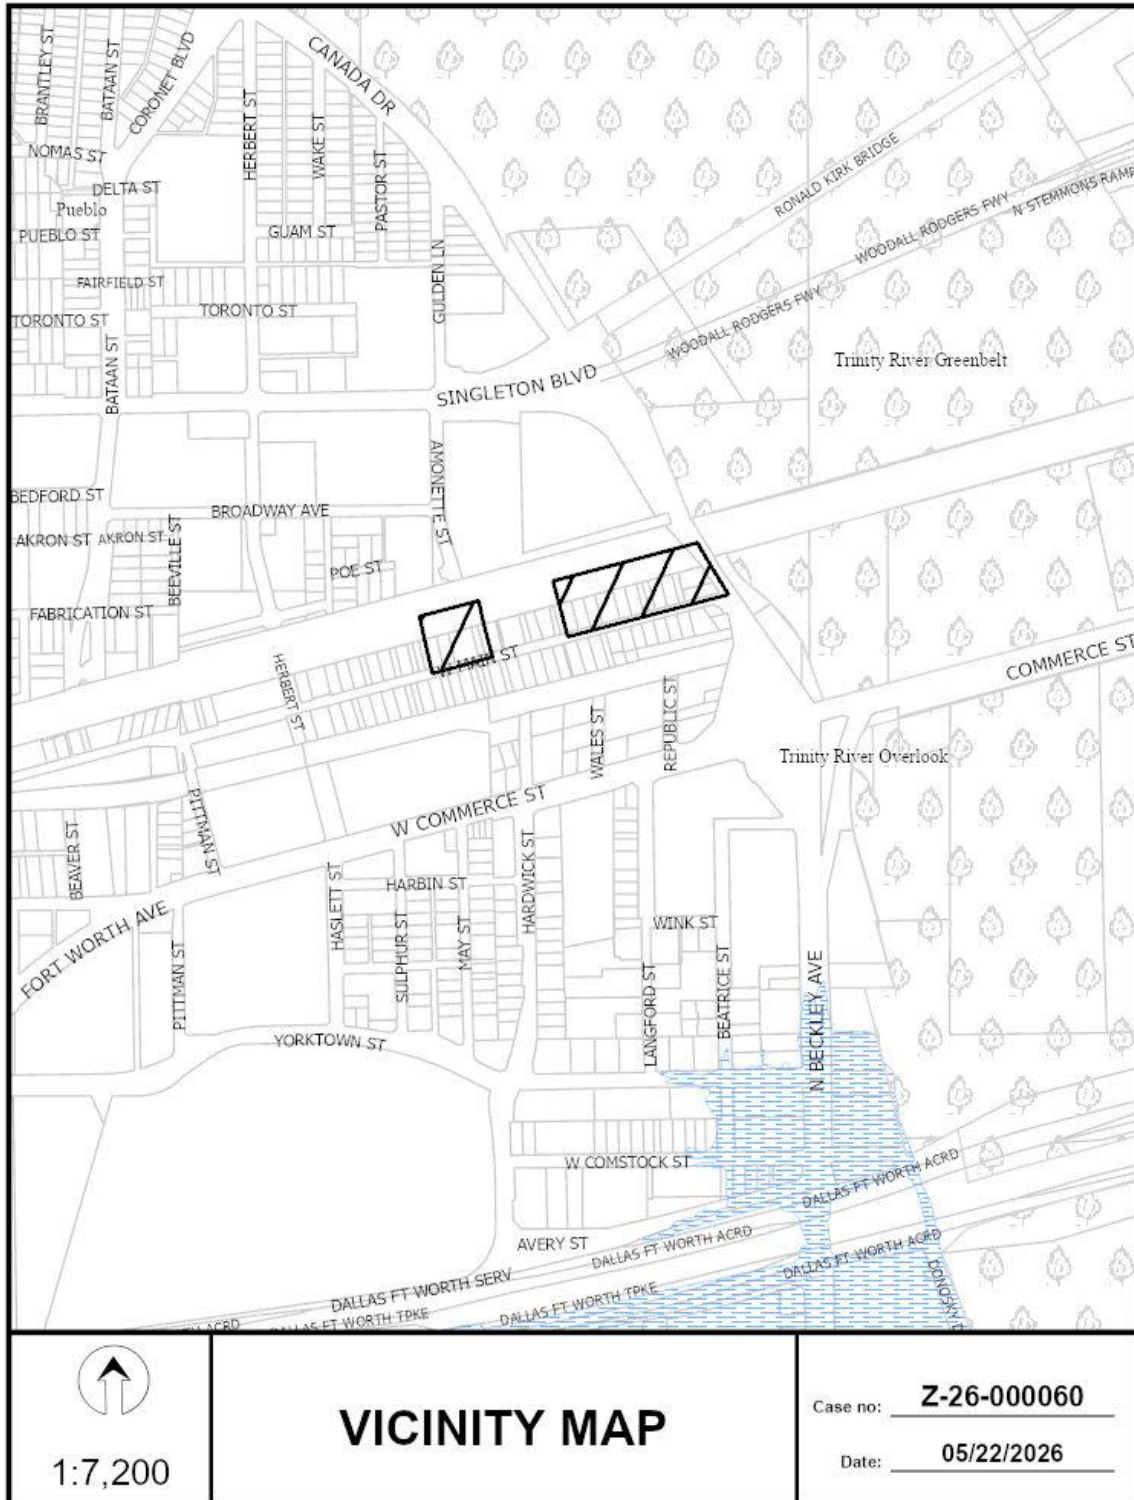 BRANTLEY ST
BATAAN ST
CORONET BLVD
HERBERT ST
WAKE ST
PASTOR ST
CANADA DR
NOMAS ST
DELTA ST
Pueblo
PUEBLO ST
GUAM ST
GULDEN LN
RONALD KIRK BRIDGE
WOODALL RODGERS FWY
N STEMMONS RAMP
FAIRFIELD ST
TORONTO ST
TORONTO ST
WOODALL RODGERS FWY
Trinity River Greenbelt
BATAAN ST
SINGLETON BLVD
AMONETTE ST
BEDFORD ST
BROADWAY AVE
AKRON ST
AKRON ST
BEEVILLE ST
POE ST
FABRICATION ST
W MAIN ST
HERBERT ST
COMMERCE ST
WALES ST
REPUBLIC ST
Trinity River Overlook
PITTMAN ST
W COMMERCE ST
BEAVER ST
HASLETT ST
HARBIN ST
HARDWICK ST
SULPHUR ST
MAY ST
WINK ST
FORT WORTH AVE
PITTMAN ST
LANGFORD ST
BEATRICE ST
N BECKLEY AVE
YORKTOWN ST
W COMSTOCK ST
DALLAS FT WORTH ACRD
AVERY ST
DALLAS FT WORTH ACRD
DALLAS FT WORTH ACRD
DALLAS FT WORTH SERV
DALLAS FT WORTH TPKE
DALLAS FT WORTH TPKE
TH ACRD
DONOSKY D
1:7,200
VICINITY MAP
Case no: Z-26-000060
Date: 05/22/2026